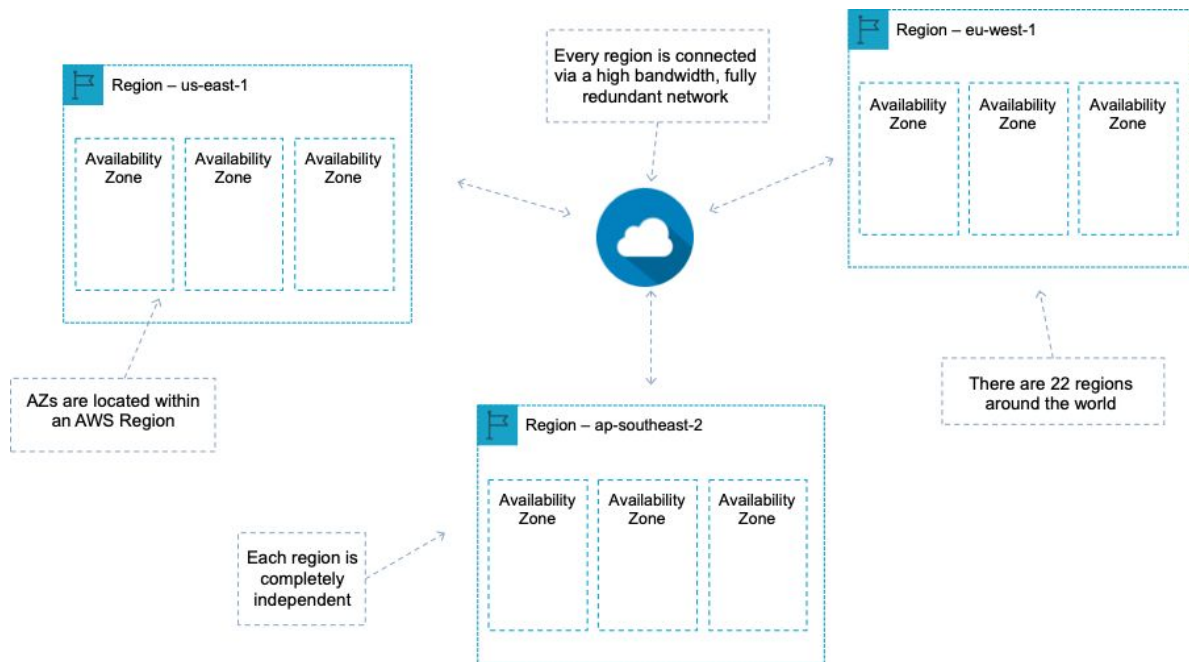 Region – us-east-1
Availability
Zone
Availability
Zone
Availability
Zone
AZs are located within
an AWS Region
Every region is connected
via a high bandwidth, fully
redundant network
Region – eu-west-1
Availability
Zone
Availability
Zone
Availability
Zone
There are 22 regions
around the world
Region – ap-southeast-2
Availability
Zone
Availability
Zone
Availability
Zone
Each region is
completely
independent